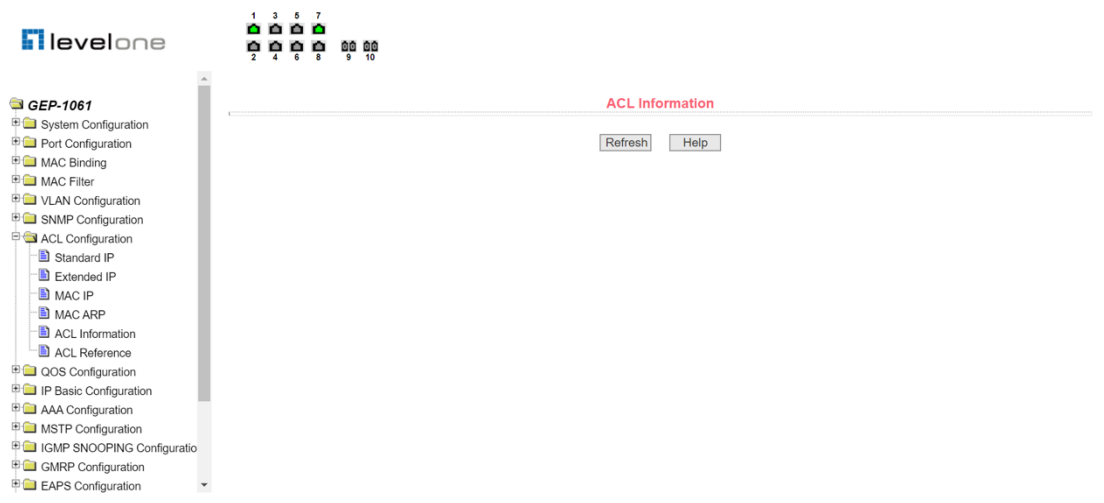 levelone
1 3 5 7
2 4 6 8 9 10
GEP-1061
System Configuration
Port Configuration
MAC Binding
MAC Filter
VLAN Configuration
SNMP Configuration
ACL Configuration
Standard IP
Extended IP
MAC IP
MAC ARP
ACL Information
ACL Reference
QOS Configuration
IP Basic Configuration
AAA Configuration
MSTP Configuration
IGMP SNOOPING Configuratio
GMRP Configuration
EAPS Configuration
ACL Information
Refresh Help